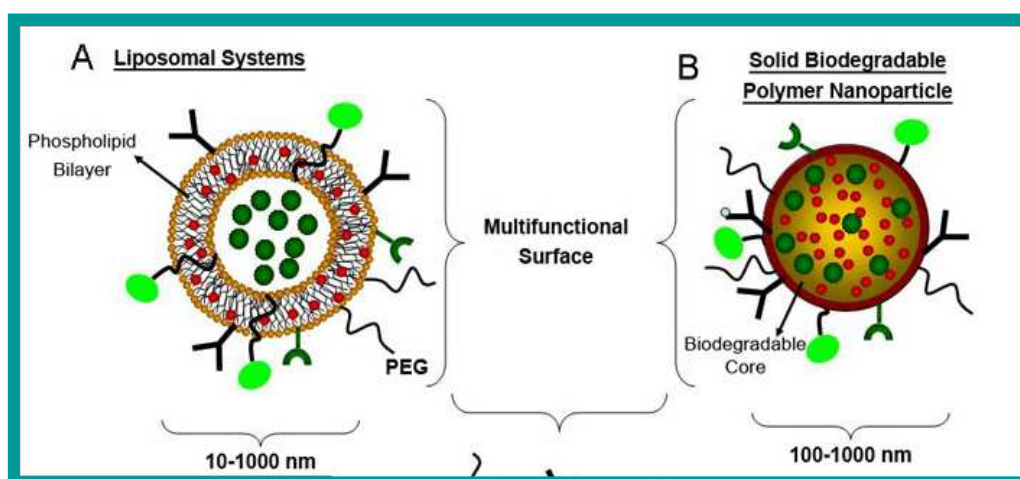 A Liposomal Systems
Phospholipid
Bilayer
PEG
10-1000 nm
Multifunctional
Surface
B Solid Biodegradable
Polymer Nanoparticle
Biodegradable
Core
100-1000 nm